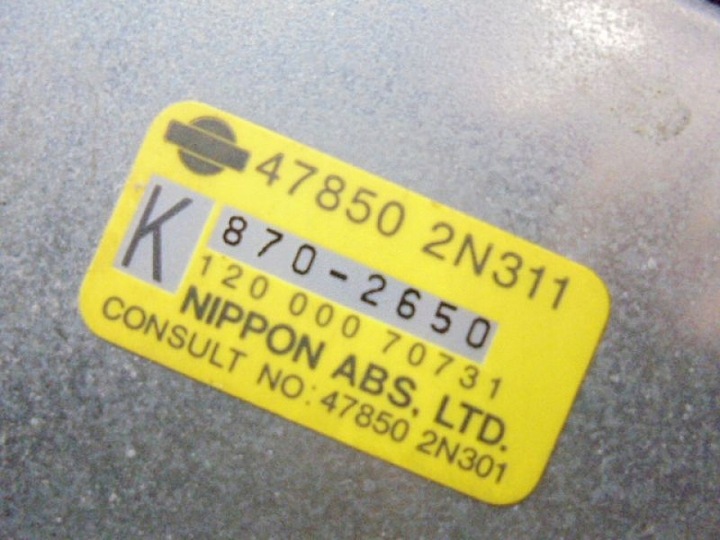 47850 2N311
K 870-2650
120 000 70731
NIPPON ABS, LTD.
CONSULT NO: 47850 2N301